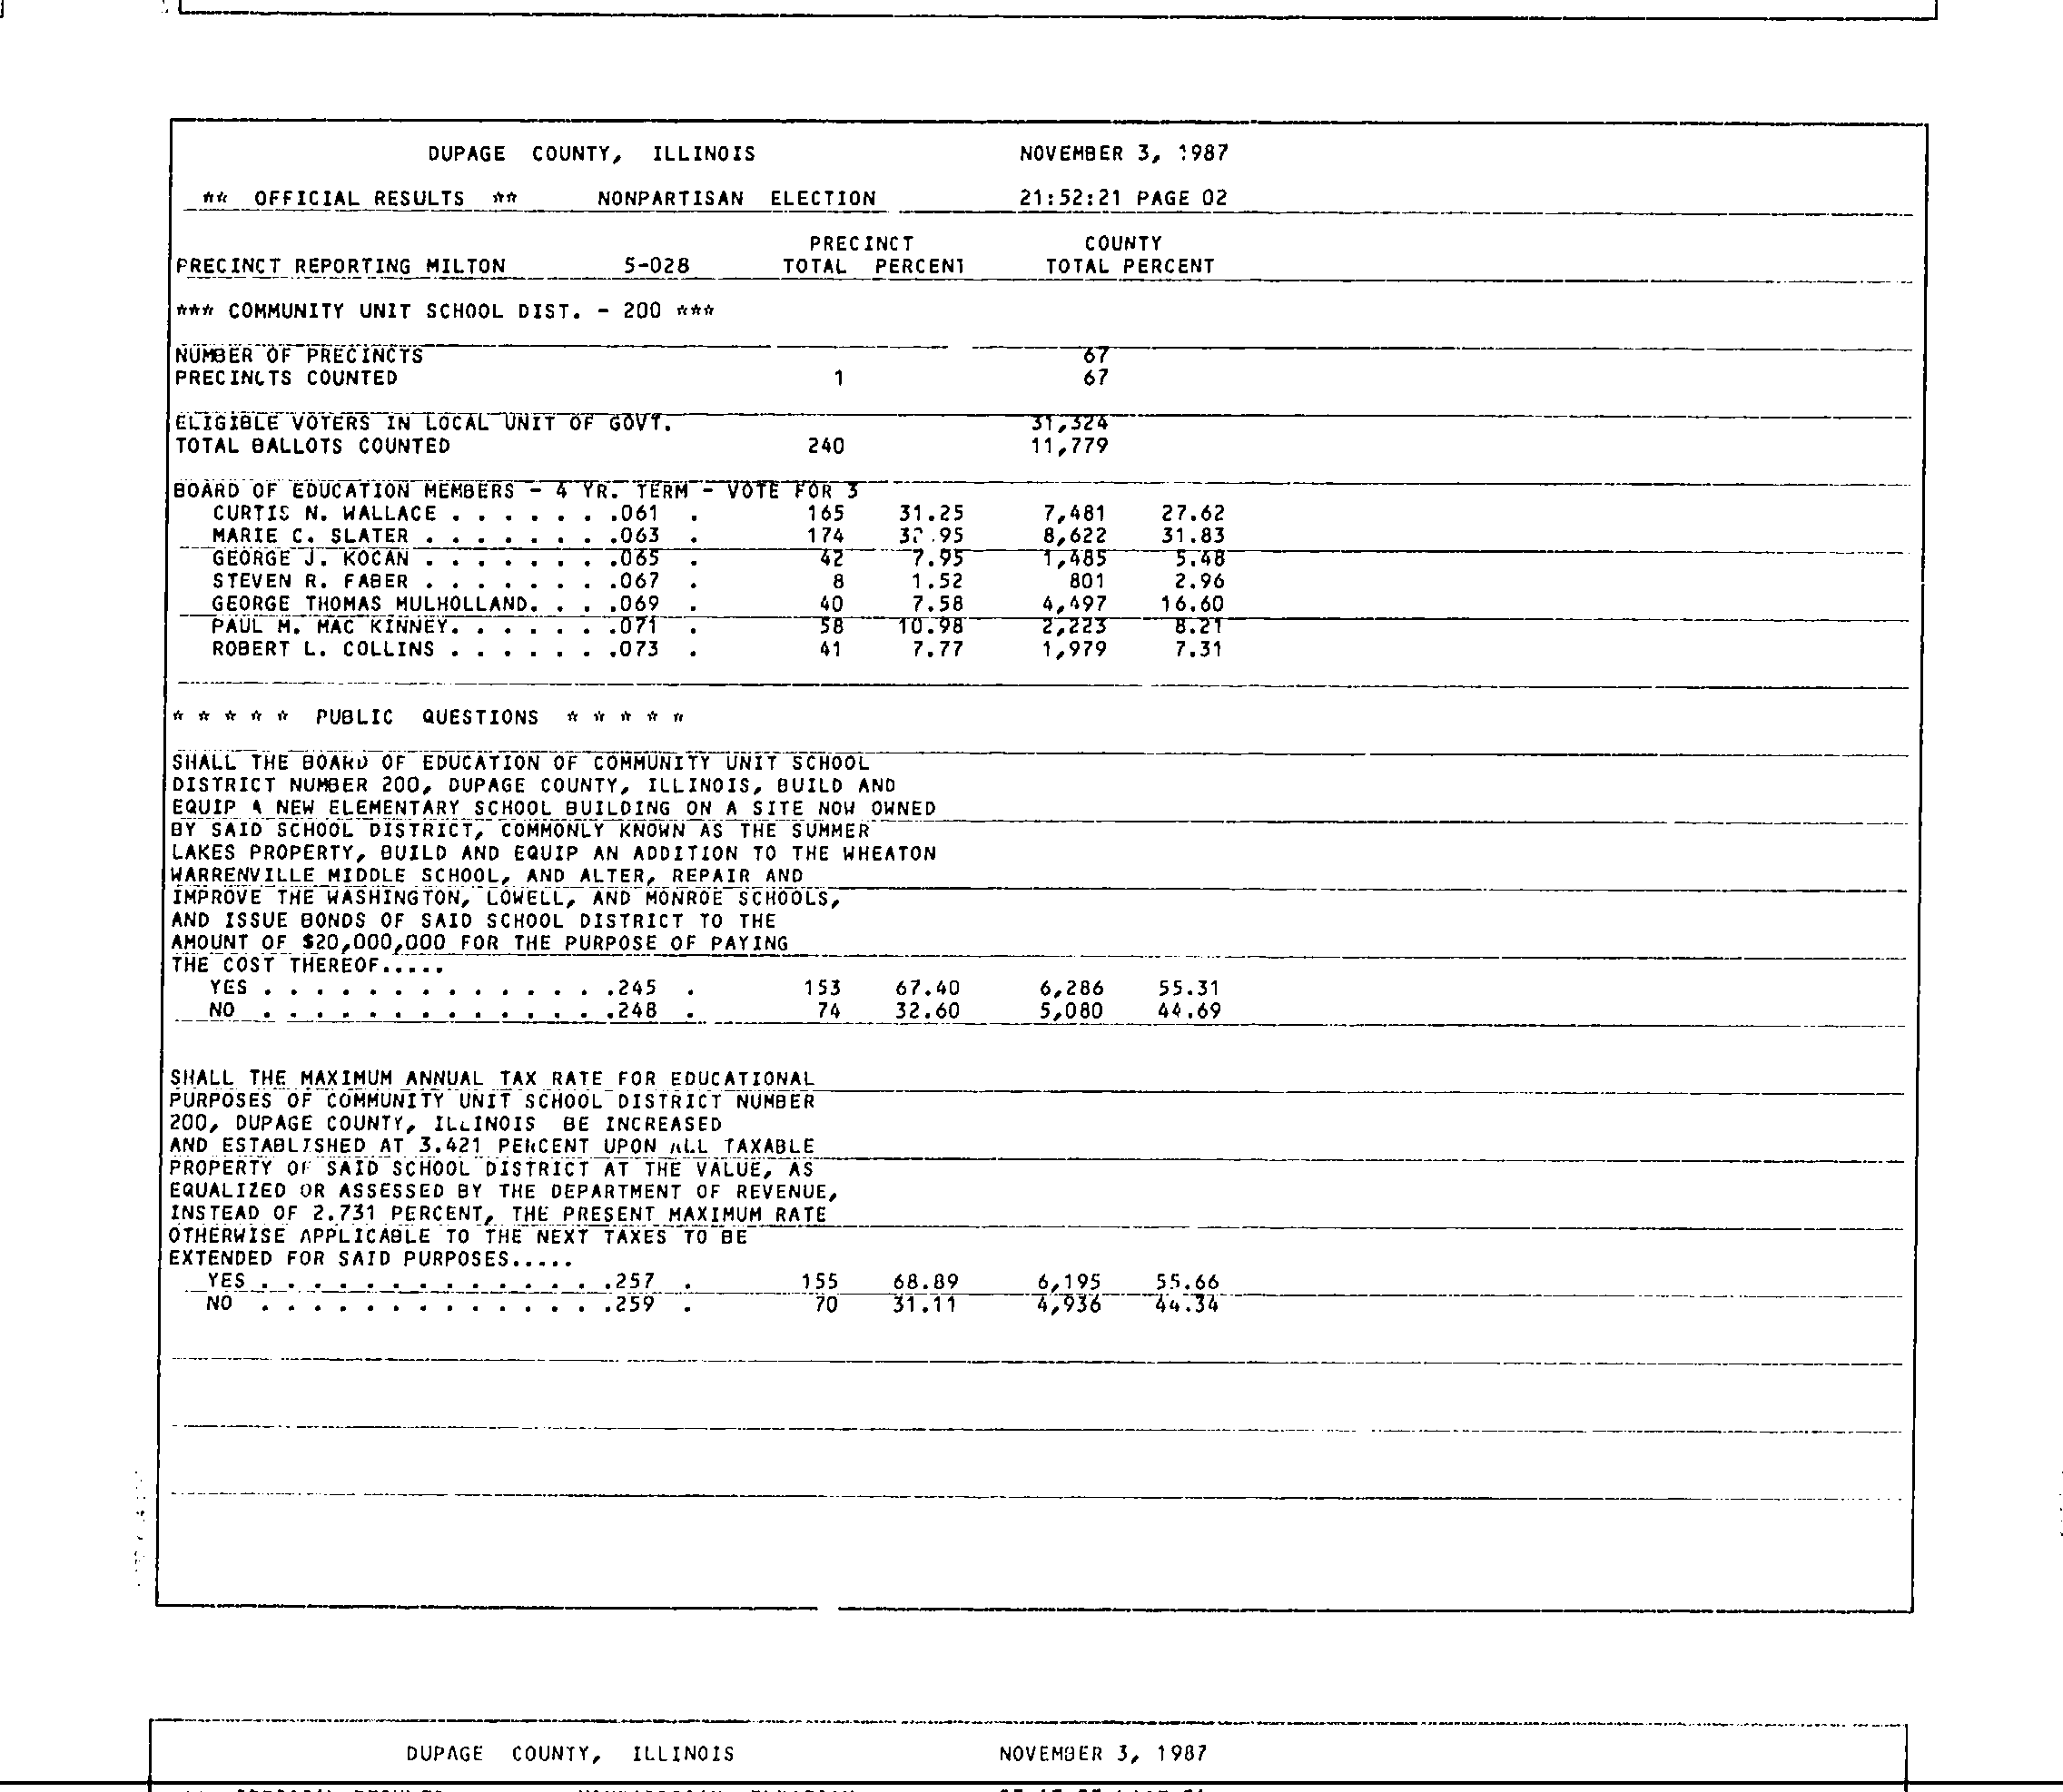 DUPAGE COUNTY, ILLINOIS NOVEMBER 3, 1987
** OFFICIAL RESULTS ** NONPARTISAN ELECTION 21:52:21 PAGE 02
PRECINCT COUNTY
PRECINCT REPORTING MILTON 5-028 TOTAL PERCENT TOTAL PERCENT
*** COMMUNITY UNIT SCHOOL DIST. - 200 ***
NUMBER OF PRECINCTS 67
PRECINCTS COUNTED 1 67
ELIGIBLE VOTERS IN LOCAL UNIT OF GOVT. 31,324
TOTAL BALLOTS COUNTED 240 11,779
BOARD OF EDUCATION MEMBERS - 4 YR. TERM - VOTE FOR 3
CURTIS N. WALLACE . . . . . . .061 . 165 31.25 7,481 27.62
MARIE C. SLATER . . . . . . . .063 . 174 32.95 8,622 31.83
GEORGE J. KOCAN . . . . . . . .065 . 42 7.95 1,485 5.48
STEVEN R. FABER . . . . . . . .067 . 8 1.52 801 2.96
GEORGE THOMAS MULHOLLAND. . . .069 . 40 7.58 4,497 16.60
PAUL M. MAC KINNEY. . . . . . .071 . 58 10.98 2,223 8.21
ROBERT L. COLLINS . . . . . . .073 . 41 7.77 1,979 7.31
* * * * * PUBLIC QUESTIONS * * * * *
SHALL THE BOARD OF EDUCATION OF COMMUNITY UNIT SCHOOL
DISTRICT NUMBER 200, DUPAGE COUNTY, ILLINOIS, BUILD AND
EQUIP A NEW ELEMENTARY SCHOOL BUILDING ON A SITE NOW OWNED
BY SAID SCHOOL DISTRICT, COMMONLY KNOWN AS THE SUMMER
LAKES PROPERTY, BUILD AND EQUIP AN ADDITION TO THE WHEATON
WARRENVILLE MIDDLE SCHOOL, AND ALTER, REPAIR AND
IMPROVE THE WASHINGTON, LOWELL, AND MONROE SCHOOLS,
AND ISSUE BONDS OF SAID SCHOOL DISTRICT TO THE
AMOUNT OF $20,000,000 FOR THE PURPOSE OF PAYING
THE COST THEREOF.....
YES . . . . . . . . . . . . . .245 . 153 67.40 6,286 55.31
NO . . . . . . . . . . . . . .248 . 74 32.60 5,080 44.69
SHALL THE MAXIMUM ANNUAL TAX RATE FOR EDUCATIONAL
PURPOSES OF COMMUNITY UNIT SCHOOL DISTRICT NUMBER
200, DUPAGE COUNTY, ILLINOIS BE INCREASED
AND ESTABLISHED AT 3.421 PERCENT UPON ALL TAXABLE
PROPERTY OF SAID SCHOOL DISTRICT AT THE VALUE, AS
EQUALIZED OR ASSESSED BY THE DEPARTMENT OF REVENUE,
INSTEAD OF 2.731 PERCENT, THE PRESENT MAXIMUM RATE
OTHERWISE APPLICABLE TO THE NEXT TAXES TO BE
EXTENDED FOR SAID PURPOSES.....
YES . . . . . . . . . . . . . .257 . 155 68.89 6,195 55.66
NO . . . . . . . . . . . . . .259 . 70 31.11 4,936 44.34
DUPAGE COUNTY, ILLINOIS NOVEMBER 3, 1987